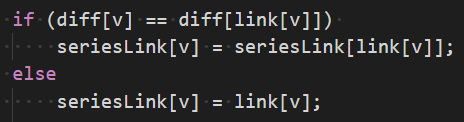 if (diff[v] == diff[link[v]])
    seriesLink[v] = seriesLink[link[v]];
else
    seriesLink[v] = link[v];